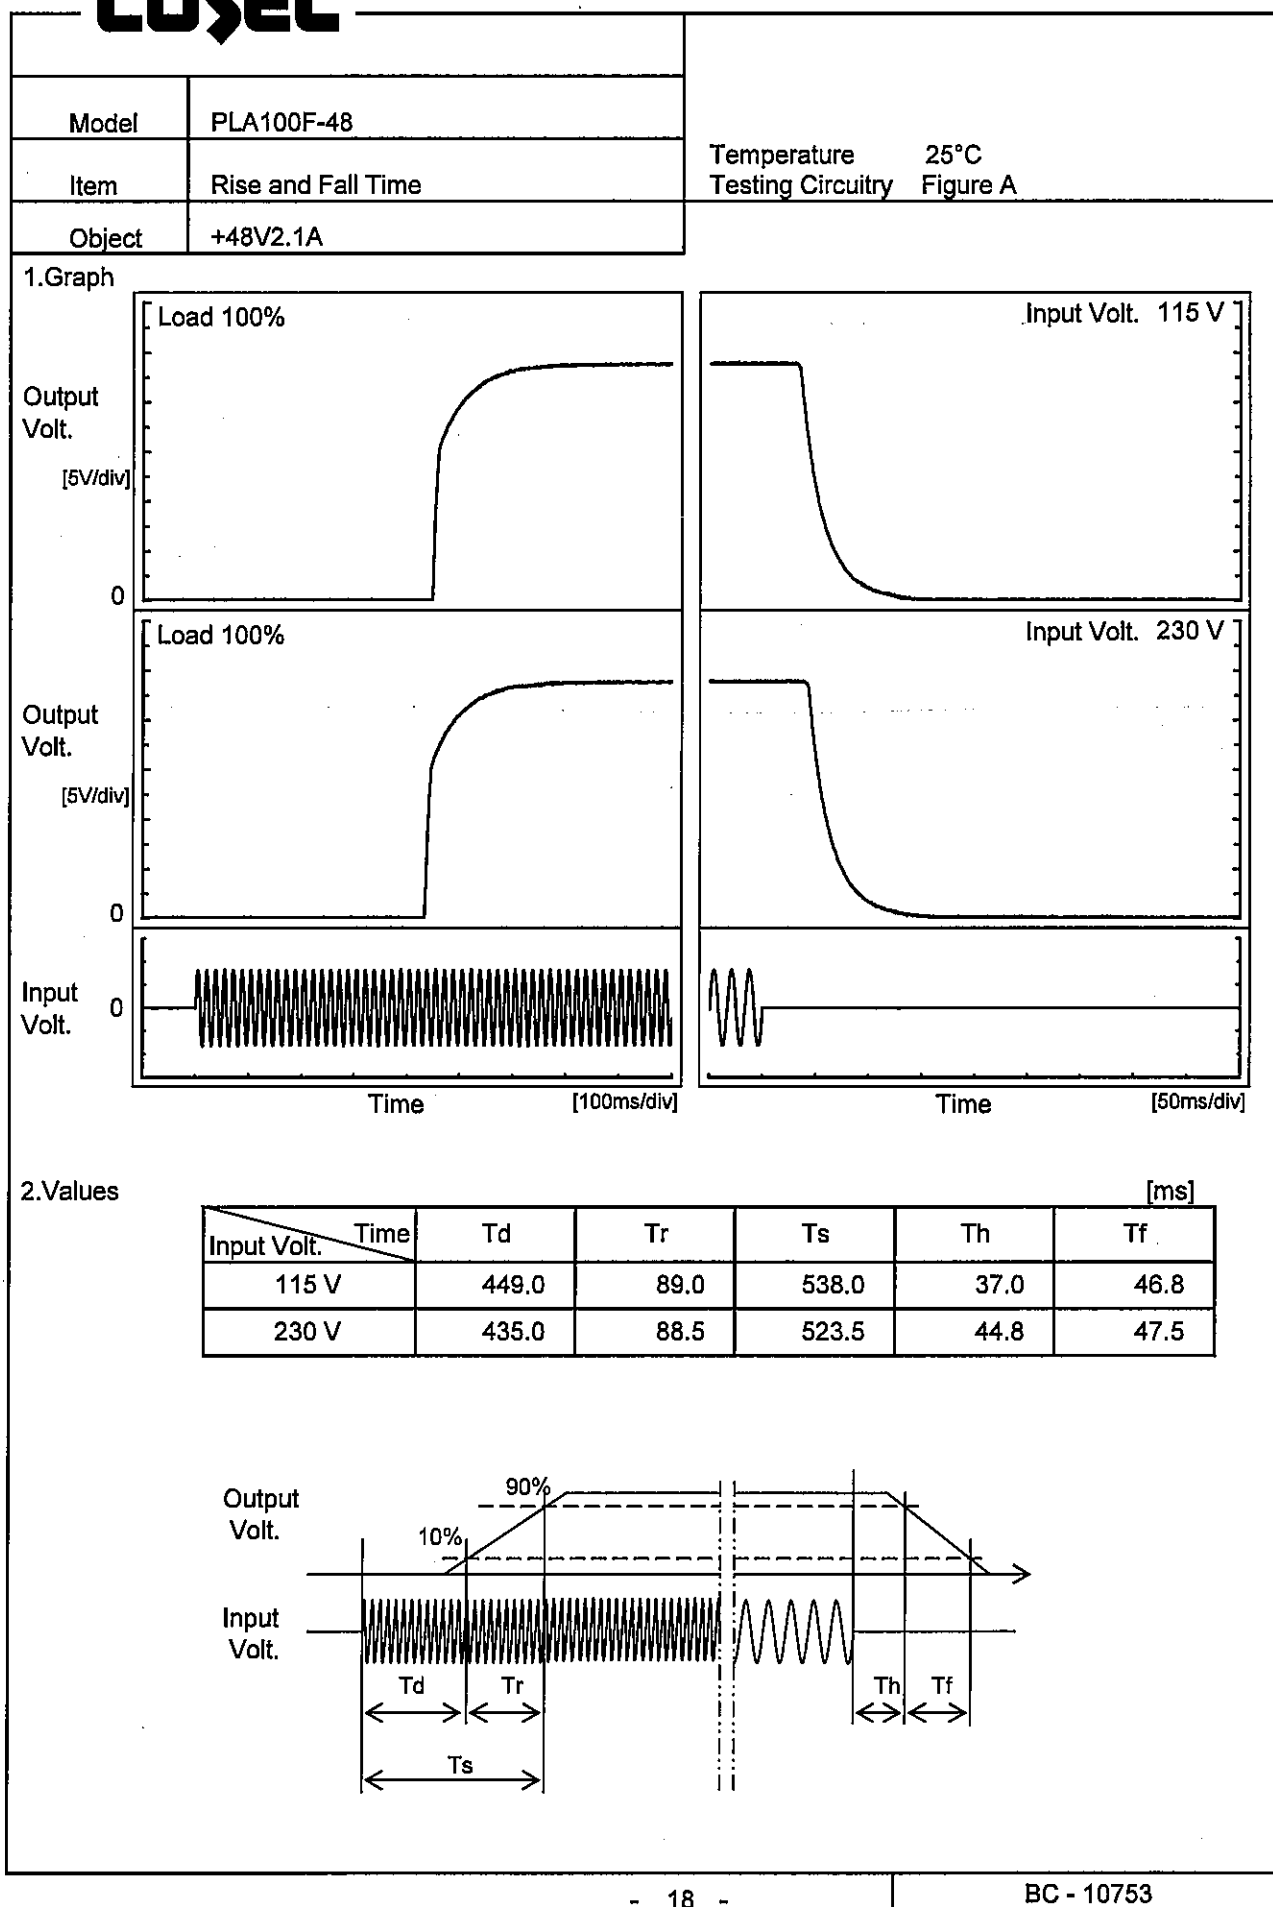 COSEL
Model PLA100F-48
Item Rise and Fall Time
Object +48V2.1A
Temperature 25°C
Testing Circuitry Figure A
1.Graph
Load 100%
Input Volt. 115 V
Output
Volt.
[5V/div]
0
Load 100%
Input Volt. 230 V
Output
Volt.
[5V/div]
0
Input
Volt.
0
Time [100ms/div]
Time [50ms/div]
2.Values
[ms]
Time
Input Volt. Td Tr Ts Th Tf
115 V 449.0 89.0 538.0 37.0 46.8
230 V 435.0 88.5 523.5 44.8 47.5
Output
Volt.
90%
10%
Input
Volt.
Td Tr Th Tf
Ts
- 18 -
BC - 10753